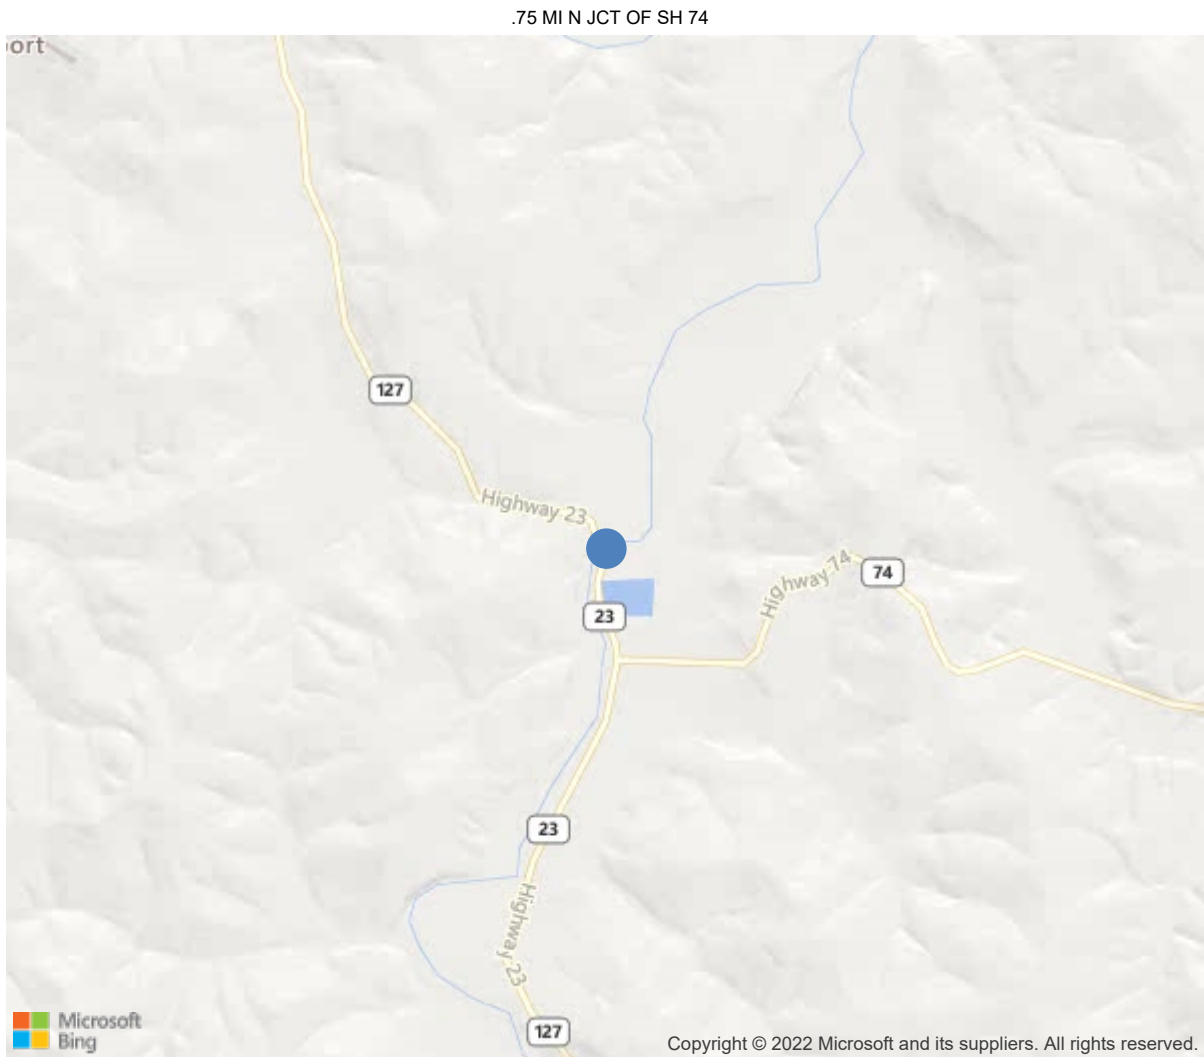 .75 MI N JCT OF SH 74
port
127
Highway 23
74
Highway 74
23
23
Highway 23
127
Microsoft
Bing
Copyright © 2022 Microsoft and its suppliers. All rights reserved.